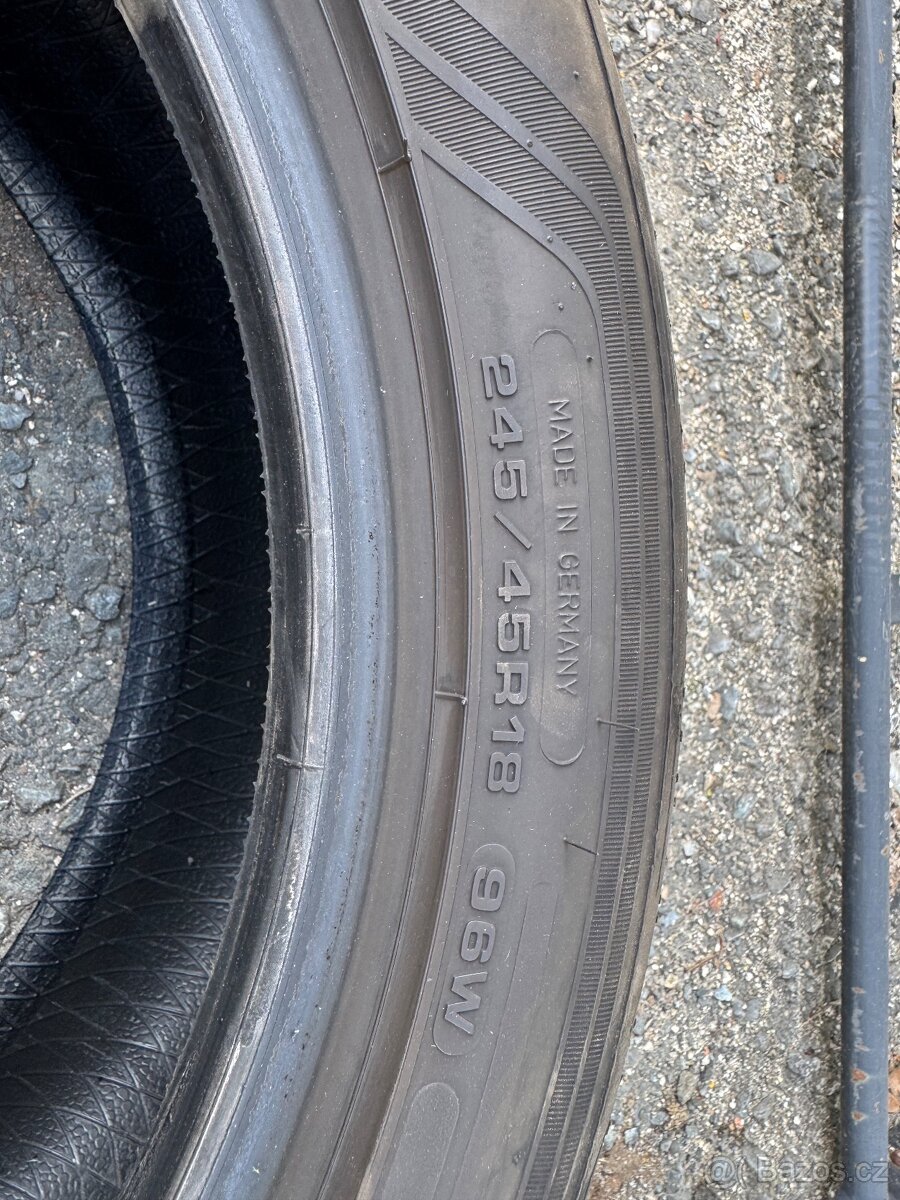 245/45R18 96W
MADE IN GERMANY
@ Bazos.cz